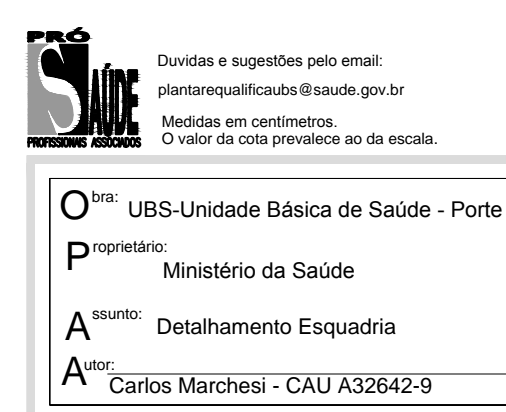 PRÓ
SAÚDE
PROFISSIONAIS ASSOCIADOS
Duvidas e sugestões pelo email:
plantarequalificaubs@saude.gov.br
Medidas em centímetros.
O valor da cota prevalece ao da escala.
Obra: UBS-Unidade Básica de Saúde - Porte
Proprietário:
Ministério da Saúde
Assunto: Detalhamento Esquadria
Autor:
Carlos Marchesi - CAU A32642-9